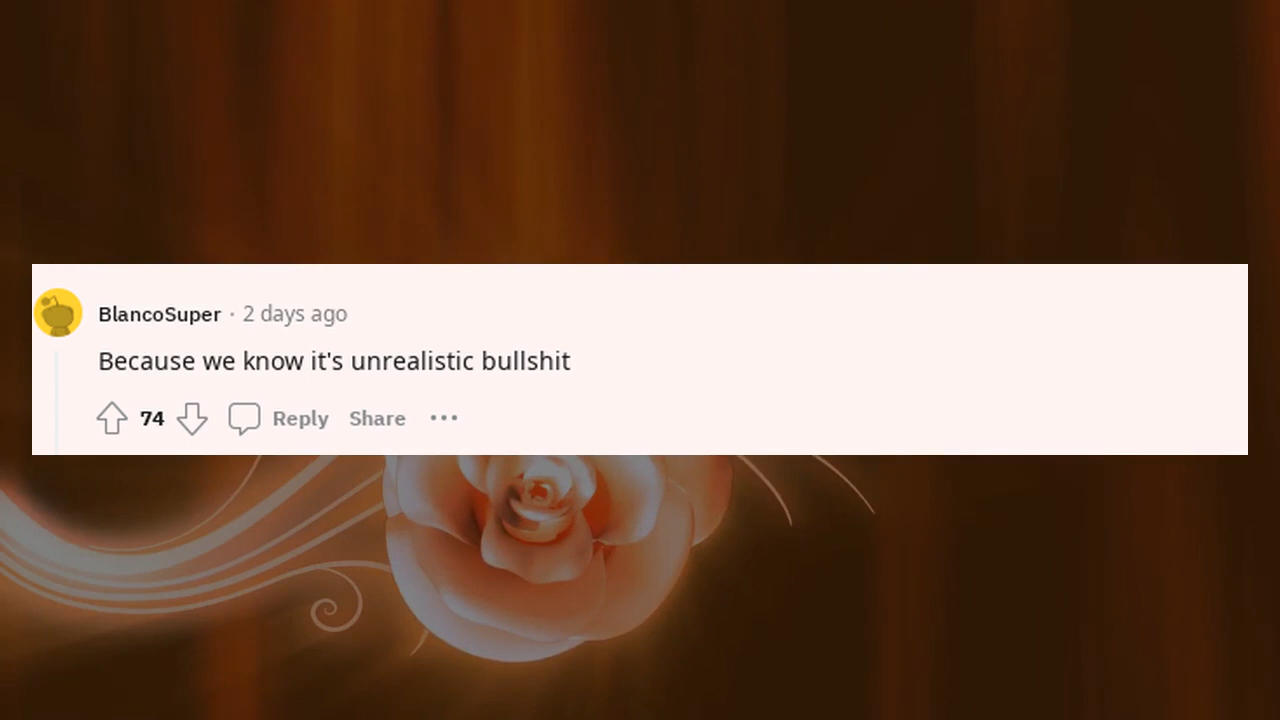 BlancoSuper · 2 days ago
Because we know it's unrealistic bullshit
74 Reply Share ···